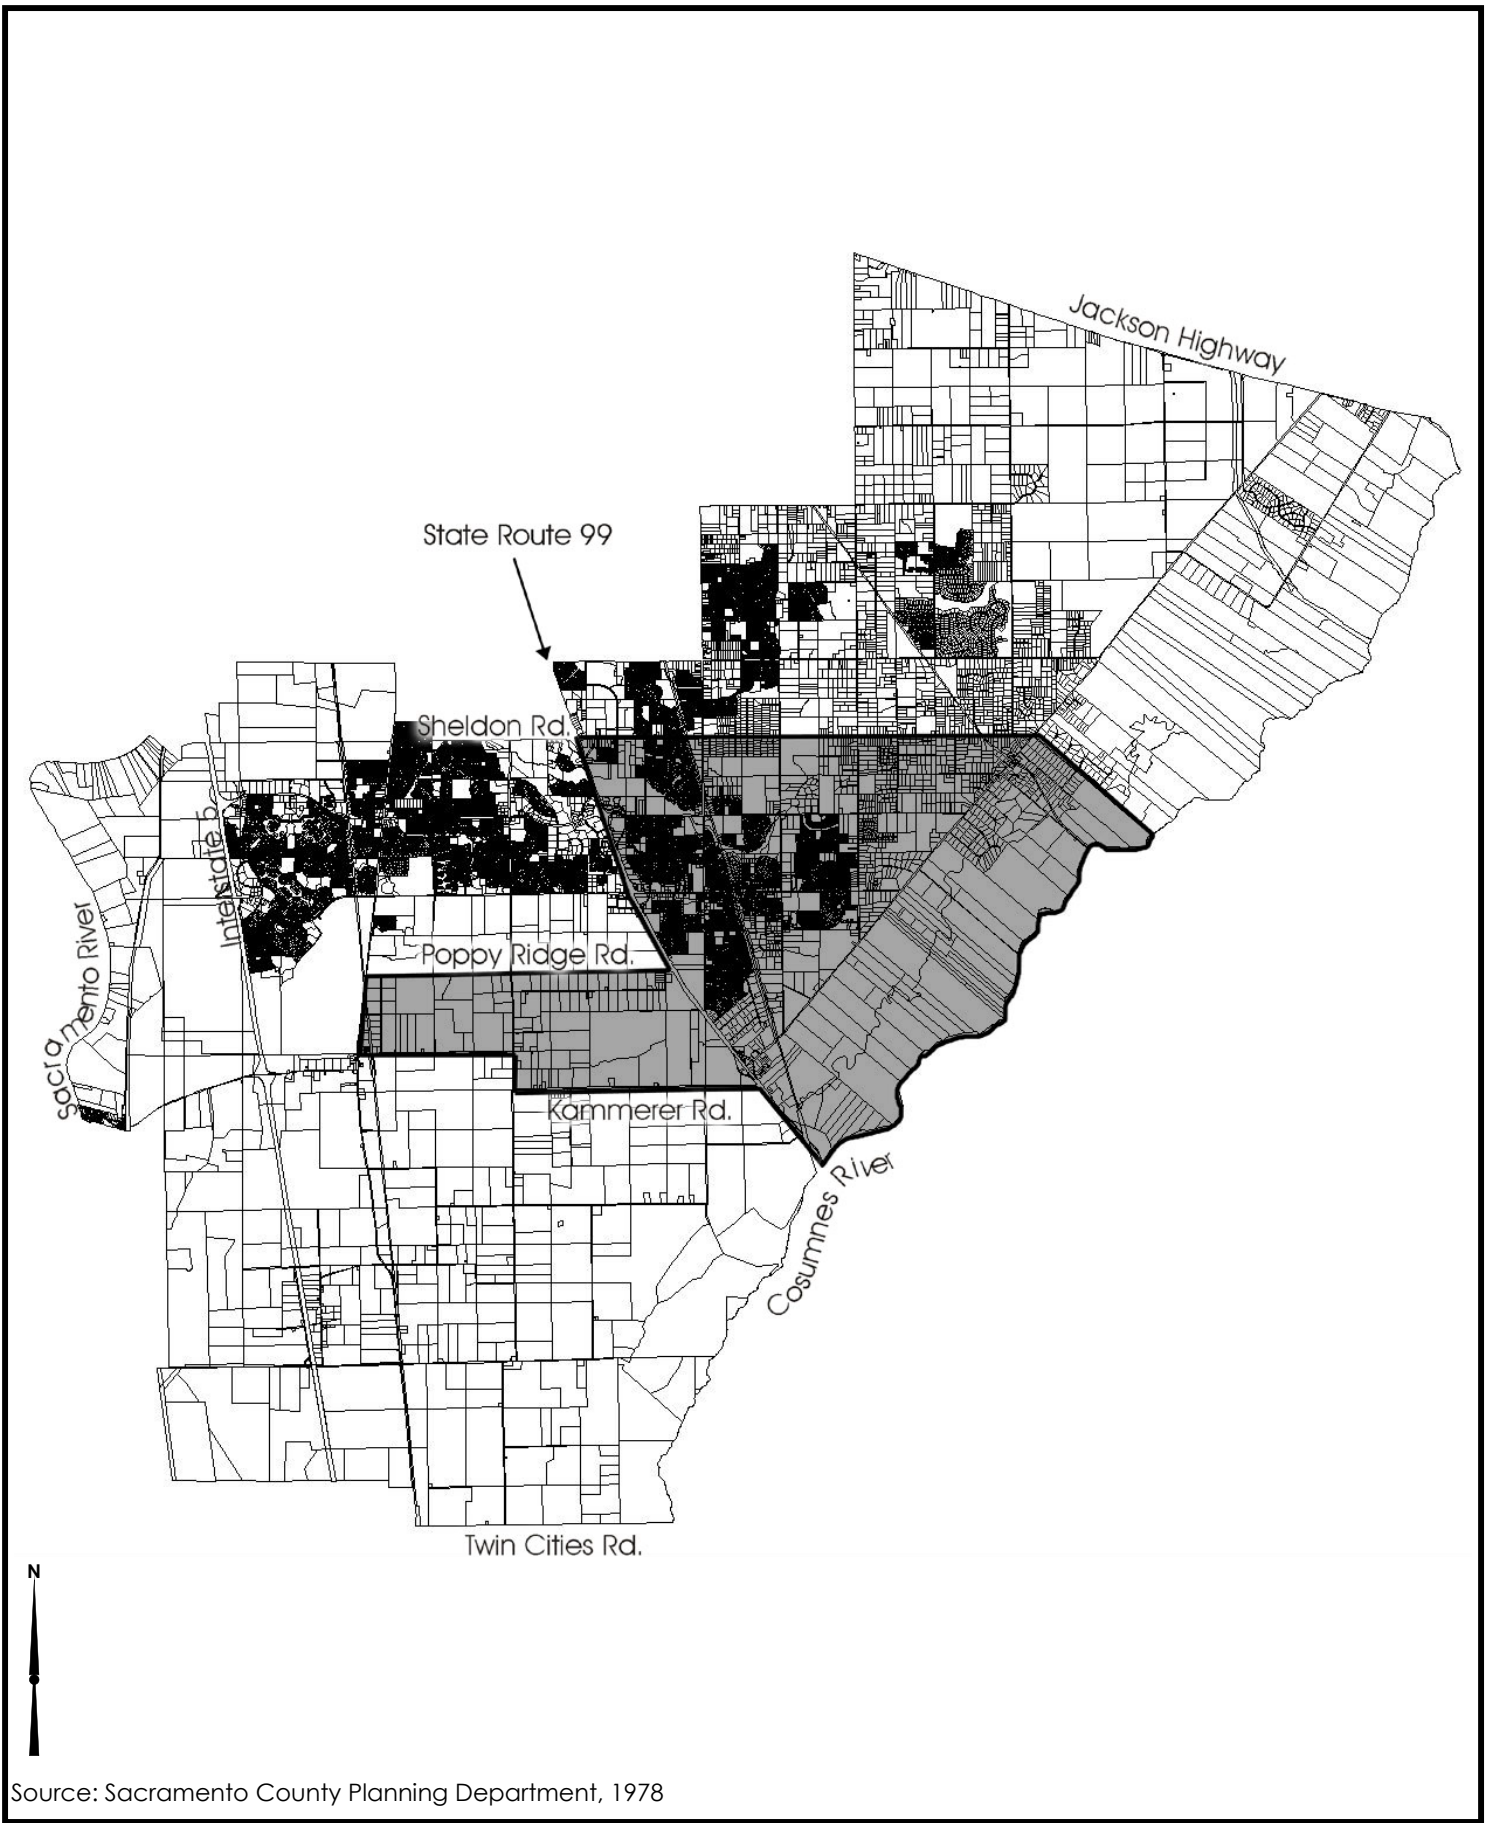 Jackson Highway
State Route 99
Sheldon Rd.
Interstate 5
Sacramento River
Poppy Ridge Rd.
Kammerer Rd.
Cosumnes River
Twin Cities Rd.
N
Source: Sacramento County Planning Department, 1978